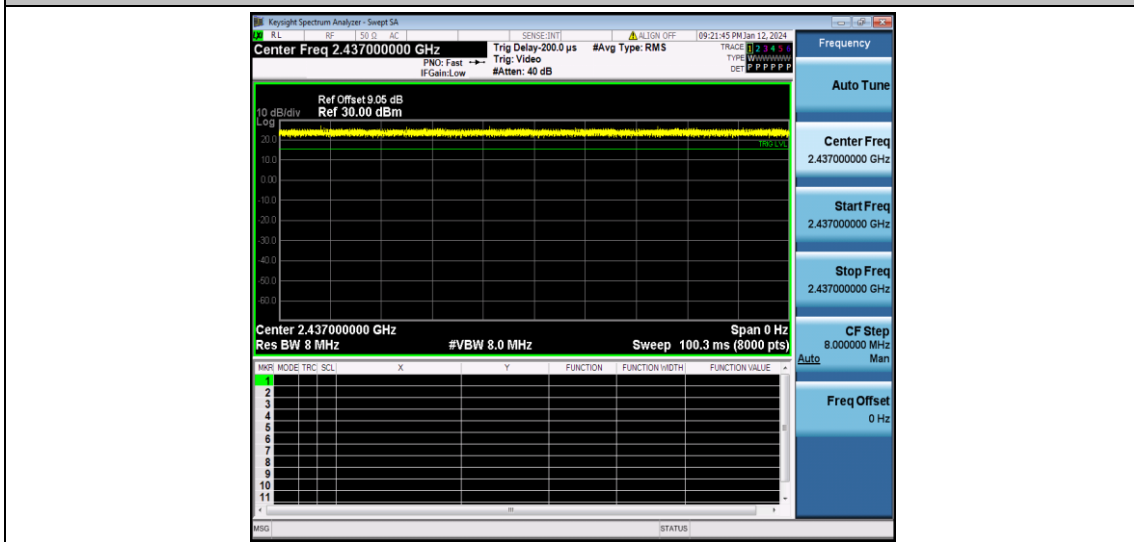 Keysight Spectrum Analyzer - Swept SA
LXI RL RF 50 Ω AC SENSE:INT ALIGN OFF 09:21:45 PM Jan 12, 2024
Center Freq 2.437000000 GHz
PNO: Fast
IFGain:Low
Trig Delay-200.0 µs
Trig: Video
#Atten: 40 dB
#Avg Type: RMS
TRACE 1 2 3 4 5 6
TYPE WWWWWW
DET P P P P P P
Ref Offset 9.05 dB
10 dB/div Ref 30.00 dBm
Log
20.0
TRIG LVL
10.0
0.00
-10.0
-20.0
-30.0
-40.0
-50.0
-60.0
Center 2.437000000 GHz Span 0 Hz
Res BW 8 MHz #VBW 8.0 MHz Sweep 100.3 ms (8000 pts)
MKR MODE TRC SCL X Y FUNCTION FUNCTION WIDTH FUNCTION VALUE
1
2
3
4
5
6
7
8
9
10
11
MSG STATUS
Frequency
Auto Tune
Center Freq
2.437000000 GHz
Start Freq
2.437000000 GHz
Stop Freq
2.437000000 GHz
CF Step
8.000000 MHz
Auto Man
Freq Offset
0 Hz